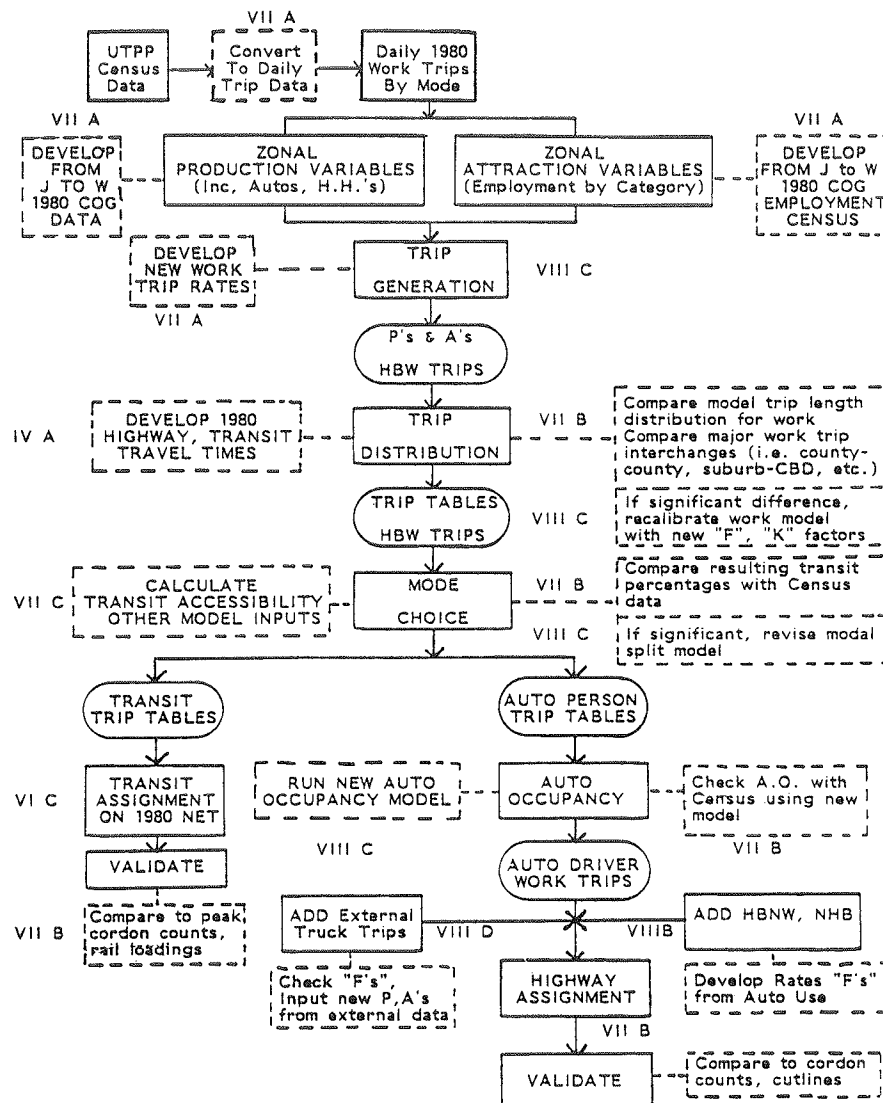 VII A
UTPP
Census
Data
Convert
To Daily
Trip Data
Daily 1980
Work Trips
By Mode
VII A
VII A
DEVELOP
FROM
J TO W
1980 COG
DATA
ZONAL
PRODUCTION VARIABLES
(Inc, Autos, H.H.'s)
ZONAL
ATTRACTION VARIABLES
(Employment by Category)
DEVELOP
FROM J to W
1980 COG
EMPLOYMENT
CENSUS
DEVELOP
NEW WORK
TRIP RATES
VII A
TRIP
GENERATION
VIII C
P's & A's
HBW TRIPS
IV A
DEVELOP 1980
HIGHWAY, TRANSIT
TRAVEL TIMES
TRIP
DISTRIBUTION
VII B
Compare model trip length
distribution for work
Compare major work trip
interchanges (i.e. county-
county, suburb-CBD, etc.)
TRIP TABLES
HBW TRIPS
VIII C
If significant difference,
recalibrate work model
with new "F", "K" factors
VII C
CALCULATE
TRANSIT ACCESSIBILITY
OTHER MODEL INPUTS
MODE
CHOICE
VII B
Compare resulting transit
percentages with Census
data
VIII C
If significant, revise modal
split model
TRANSIT
TRIP TABLES
AUTO PERSON
TRIP TABLES
VI C
TRANSIT
ASSIGNMENT
ON 1980 NET
RUN NEW AUTO
OCCUPANCY MODEL
AUTO
OCCUPANCY
Check A.O. with
Census using new
model
VII B
VALIDATE
VIII C
AUTO DRIVER
WORK TRIPS
VII B
Compare to peak
cordon counts,
rail loadings
ADD External
Truck Trips
VIII D
VIIIB
ADD HBNW, NHB
Check "F's",
Input new P,A's
from external data
HIGHWAY
ASSIGNMENT
Develop Rates "F's"
from Auto Use
VII B
VALIDATE
Compare to cordon
counts, cutlines